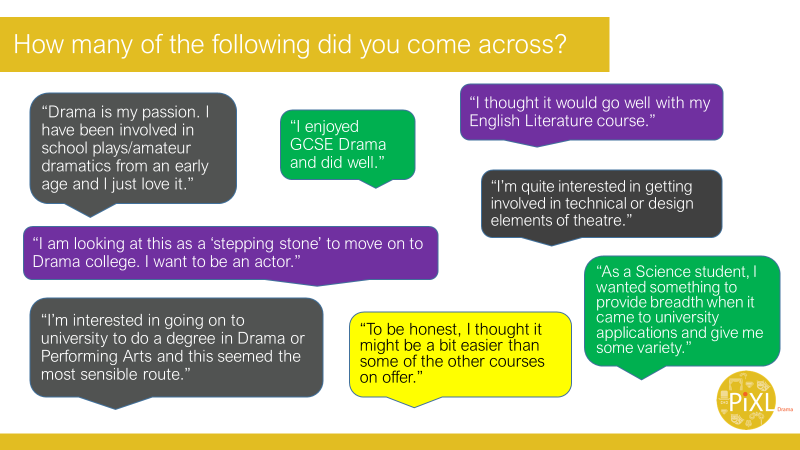 How many of the following did you come across?
“Drama is my passion. I
have been involved in
school plays/amateur
dramatics from an early
age and I just love it.”
“I enjoyed
GCSE Drama
and did well.”
“I thought it would go well with my
English Literature course.”
“I’m quite interested in getting
involved in technical or design
elements of theatre.”
“I am looking at this as a ‘stepping stone’ to move on to
Drama college. I want to be an actor.”
“As a Science student, I
wanted something to
provide breadth when it
came to university
applications and give me
some variety.”
“I’m interested in going on to
university to do a degree in Drama or
Performing Arts and this seemed the
most sensible route.”
“To be honest, I thought it
might be a bit easier than
some of the other courses
on offer.”
PiXL
Drama